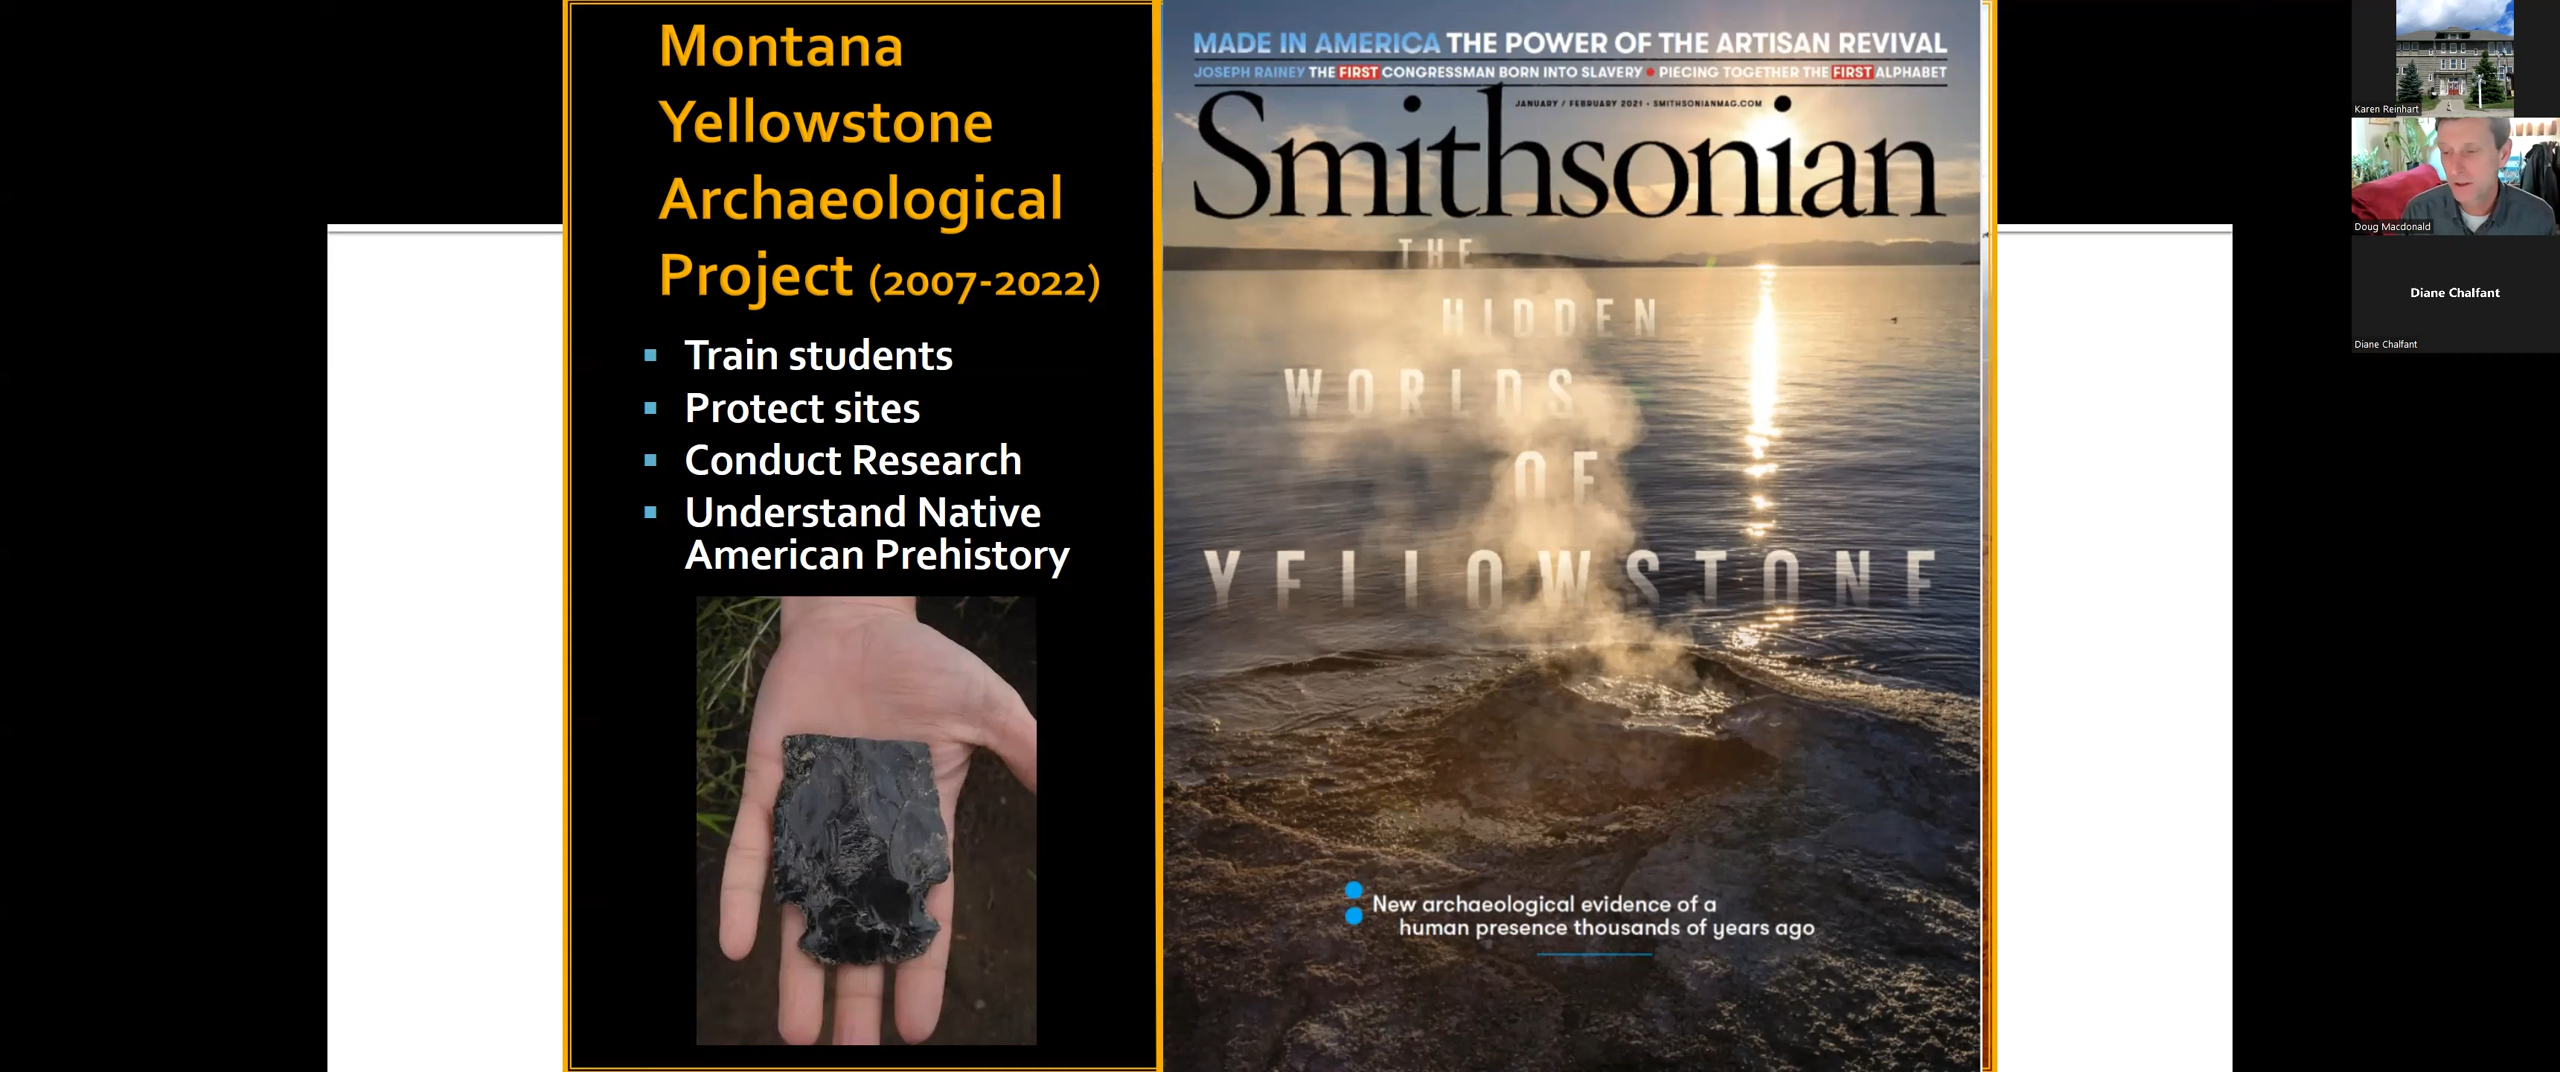 Montana
Yellowstone
Archaeological
Project (2007-2022)
Train students
Protect sites
Conduct Research
Understand Native
American Prehistory
MADE IN AMERICA THE POWER OF THE ARTISAN REVIVAL
JOSEPH RAINEY THE FIRST CONGRESSMAN BORN INTO SLAVERY • PIECING TOGETHER THE FIRST ALPHABET
JANUARY / FEBRUARY 2021 • SMITHSONIANMAG.COM
Smithsonian
THE
HIDDEN
WORLDS
OF
YELLOWSTONE
New archaeological evidence of a
human presence thousands of years ago
Karen Reinhart
Doug Macdonald
Diane Chalfant
Diane Chalfant